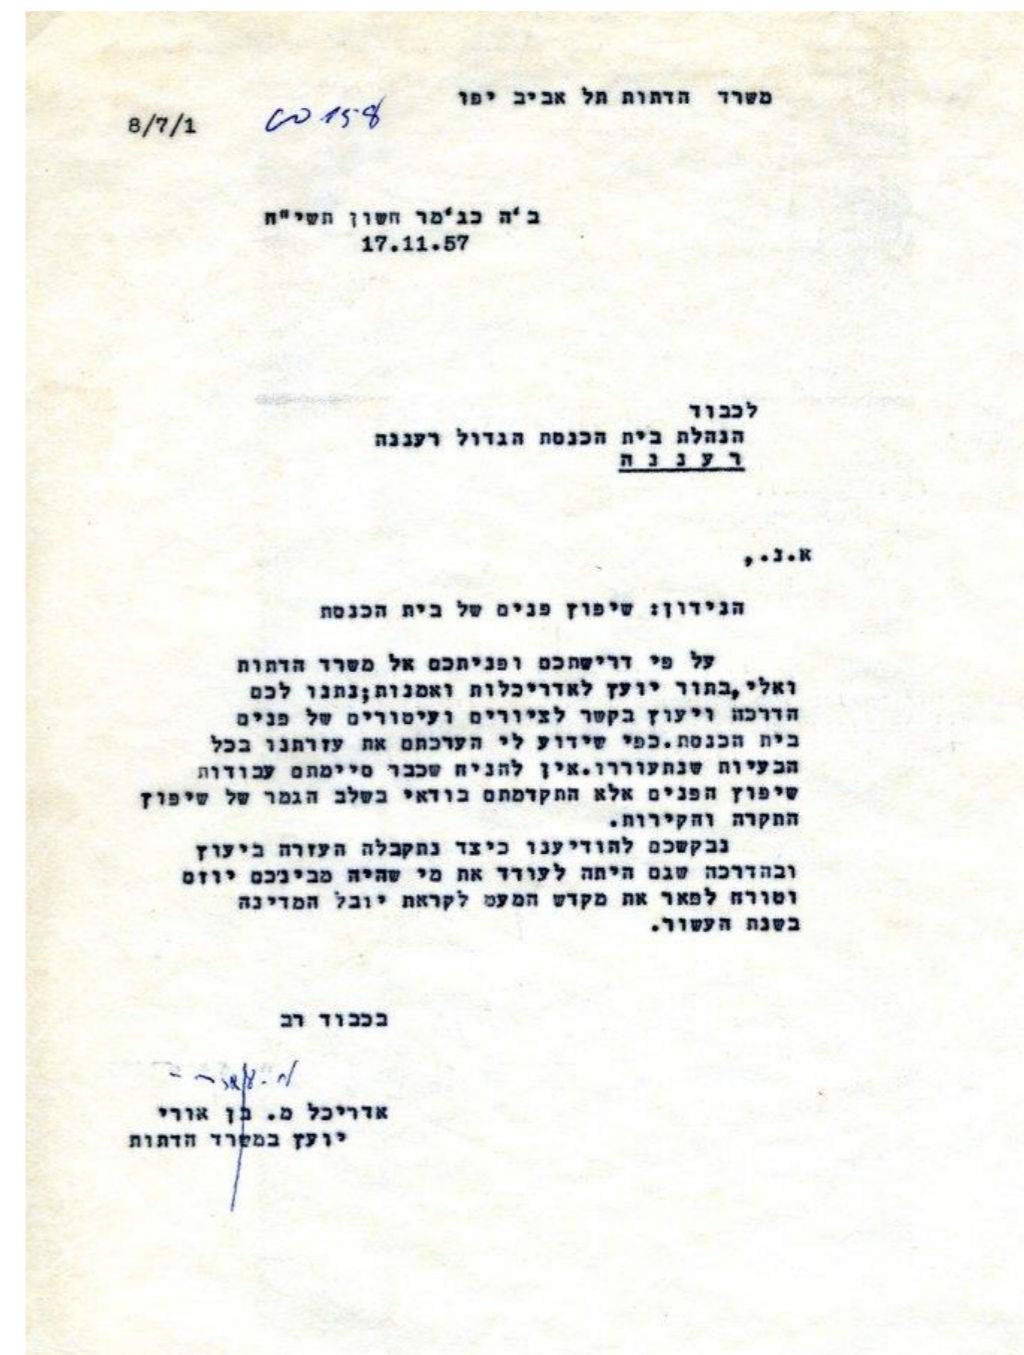 משרד הדתות תל אביב יפו
8/7/1
158
ב'ה כג'מר חשון תשי"ח
17.11.57
לכבוד
הנהלת בית הכנסת הגדול רעננה
ר ע נ נ ה
א.נ.,
הנידון: שיפוץ פנים של בית הכנסת
על פי דרישתכם ופניתכם אל משרד הדתות
ואלי,בתור יועץ לאדריכלות ואמנות;נתנו לכם
הדרכה ויעוץ בקשר לציורים ועיטורים של פנים
בית הכנסת.כפי שידוע לי הערכתם את עזרתנו בכל
הבעיות שנתעוררו.אין להניח שכבר סיימתם עבודות
שיפוץ הפנים אלא התקדמתם בודאי בשלב הגמר של שיפוץ
התקרה והקירות.
נבקשכם להודיענו כיצד נתקבלה העזרה ביעוץ
ובהדרכה שגם היתה לעודד את מי שהיה מביניכם יוזם
וטורח לפאר את מקדש המעט לקראת יובל המדינה
בשנת העשור.
בכבוד רב
אדריכל מ. בן אורי
יועץ במשרד הדתות